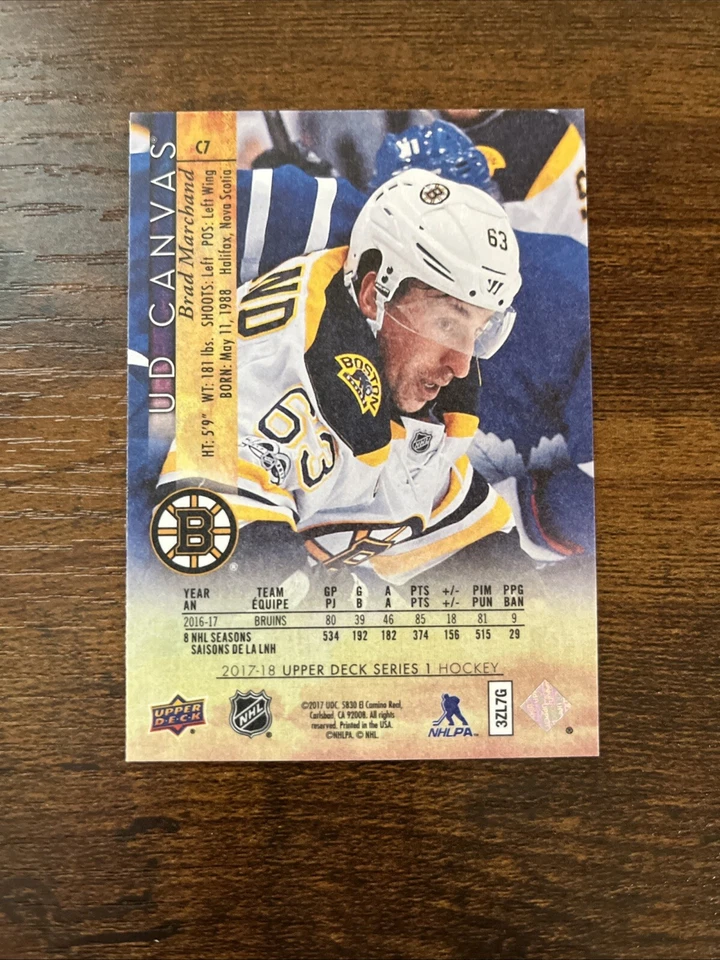 UD CANVAS®
C7
Brad Marchand
HT: 5'9" WT: 181 lbs. SHOOTS: Left POS: Left Wing
BORN: May 11, 1988 Halifax, Nova Scotia
63
ND
BOSTON
63
B
B
NHL
B ®
YEAR TEAM GP G A PTS +/- PIM PPG
AN ÉQUIPE PJ B A PTS +/- PUN BAN
2016-17 BRUINS 80 39 46 85 18 81 9
8 NHL SEASONS 534 192 182 374 156 515 29
SAISONS DE LA LNH
2017-18 UPPER DECK SERIES 1 HOCKEY
UPPER DECK
NHL ®
©2017 UDC. 5830 El Camino Real,
Carlsbad, CA 92008. All rights
reserved. Printed in the USA.
©NHLPA. © NHL.
NHLPA™
3ZL7G
®